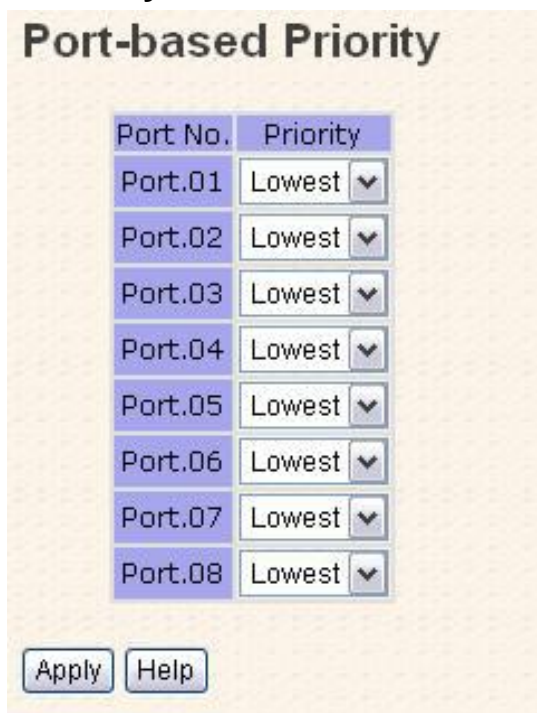 Port-based Priority
Port No. Priority
Port.01 Lowest
Port.02 Lowest
Port.03 Lowest
Port.04 Lowest
Port.05 Lowest
Port.06 Lowest
Port.07 Lowest
Port.08 Lowest
Apply Help